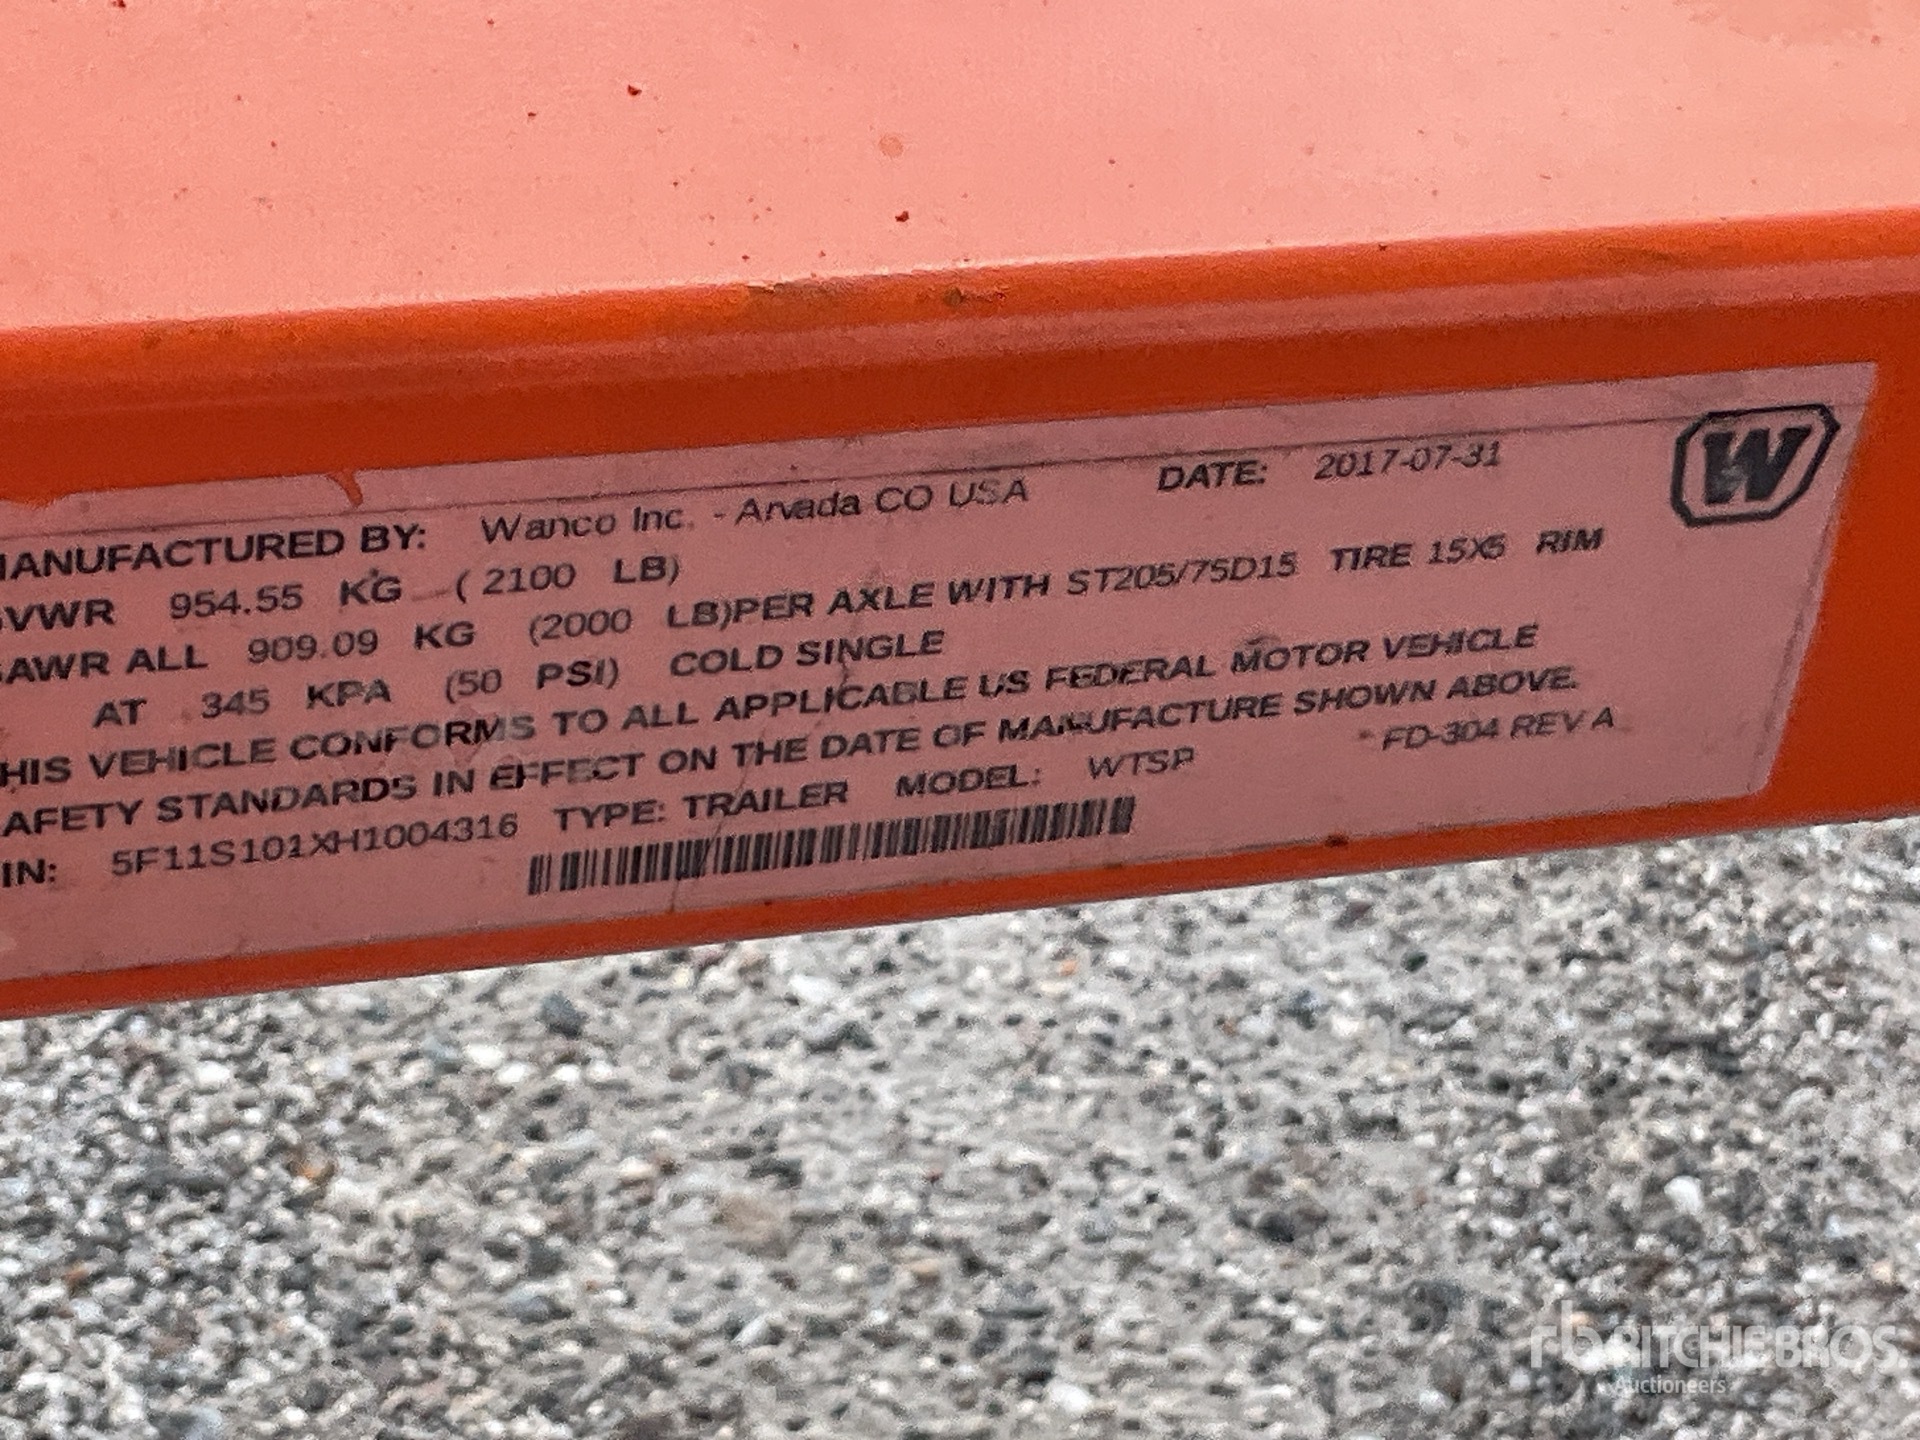 MANUFACTURED BY: Wanco Inc. - Arvada CO USA DATE: 2017-07-31 W
GVWR 954.55 KG (2100 LB)
GAWR ALL 909.09 KG (2000 LB)PER AXLE WITH ST205/75D15 TIRE 15X5 RIM
AT 345 KPA (50 PSI) COLD SINGLE
THIS VEHICLE CONFORMS TO ALL APPLICABLE US FEDERAL MOTOR VEHICLE
SAFETY STANDARDS IN EFFECT ON THE DATE OF MANUFACTURE SHOWN ABOVE.
VIN: 5F11S101XH1004316 TYPE: TRAILER MODEL: WTSP FD-304 REV A
rb RITCHIE BROS.
Auctioneers